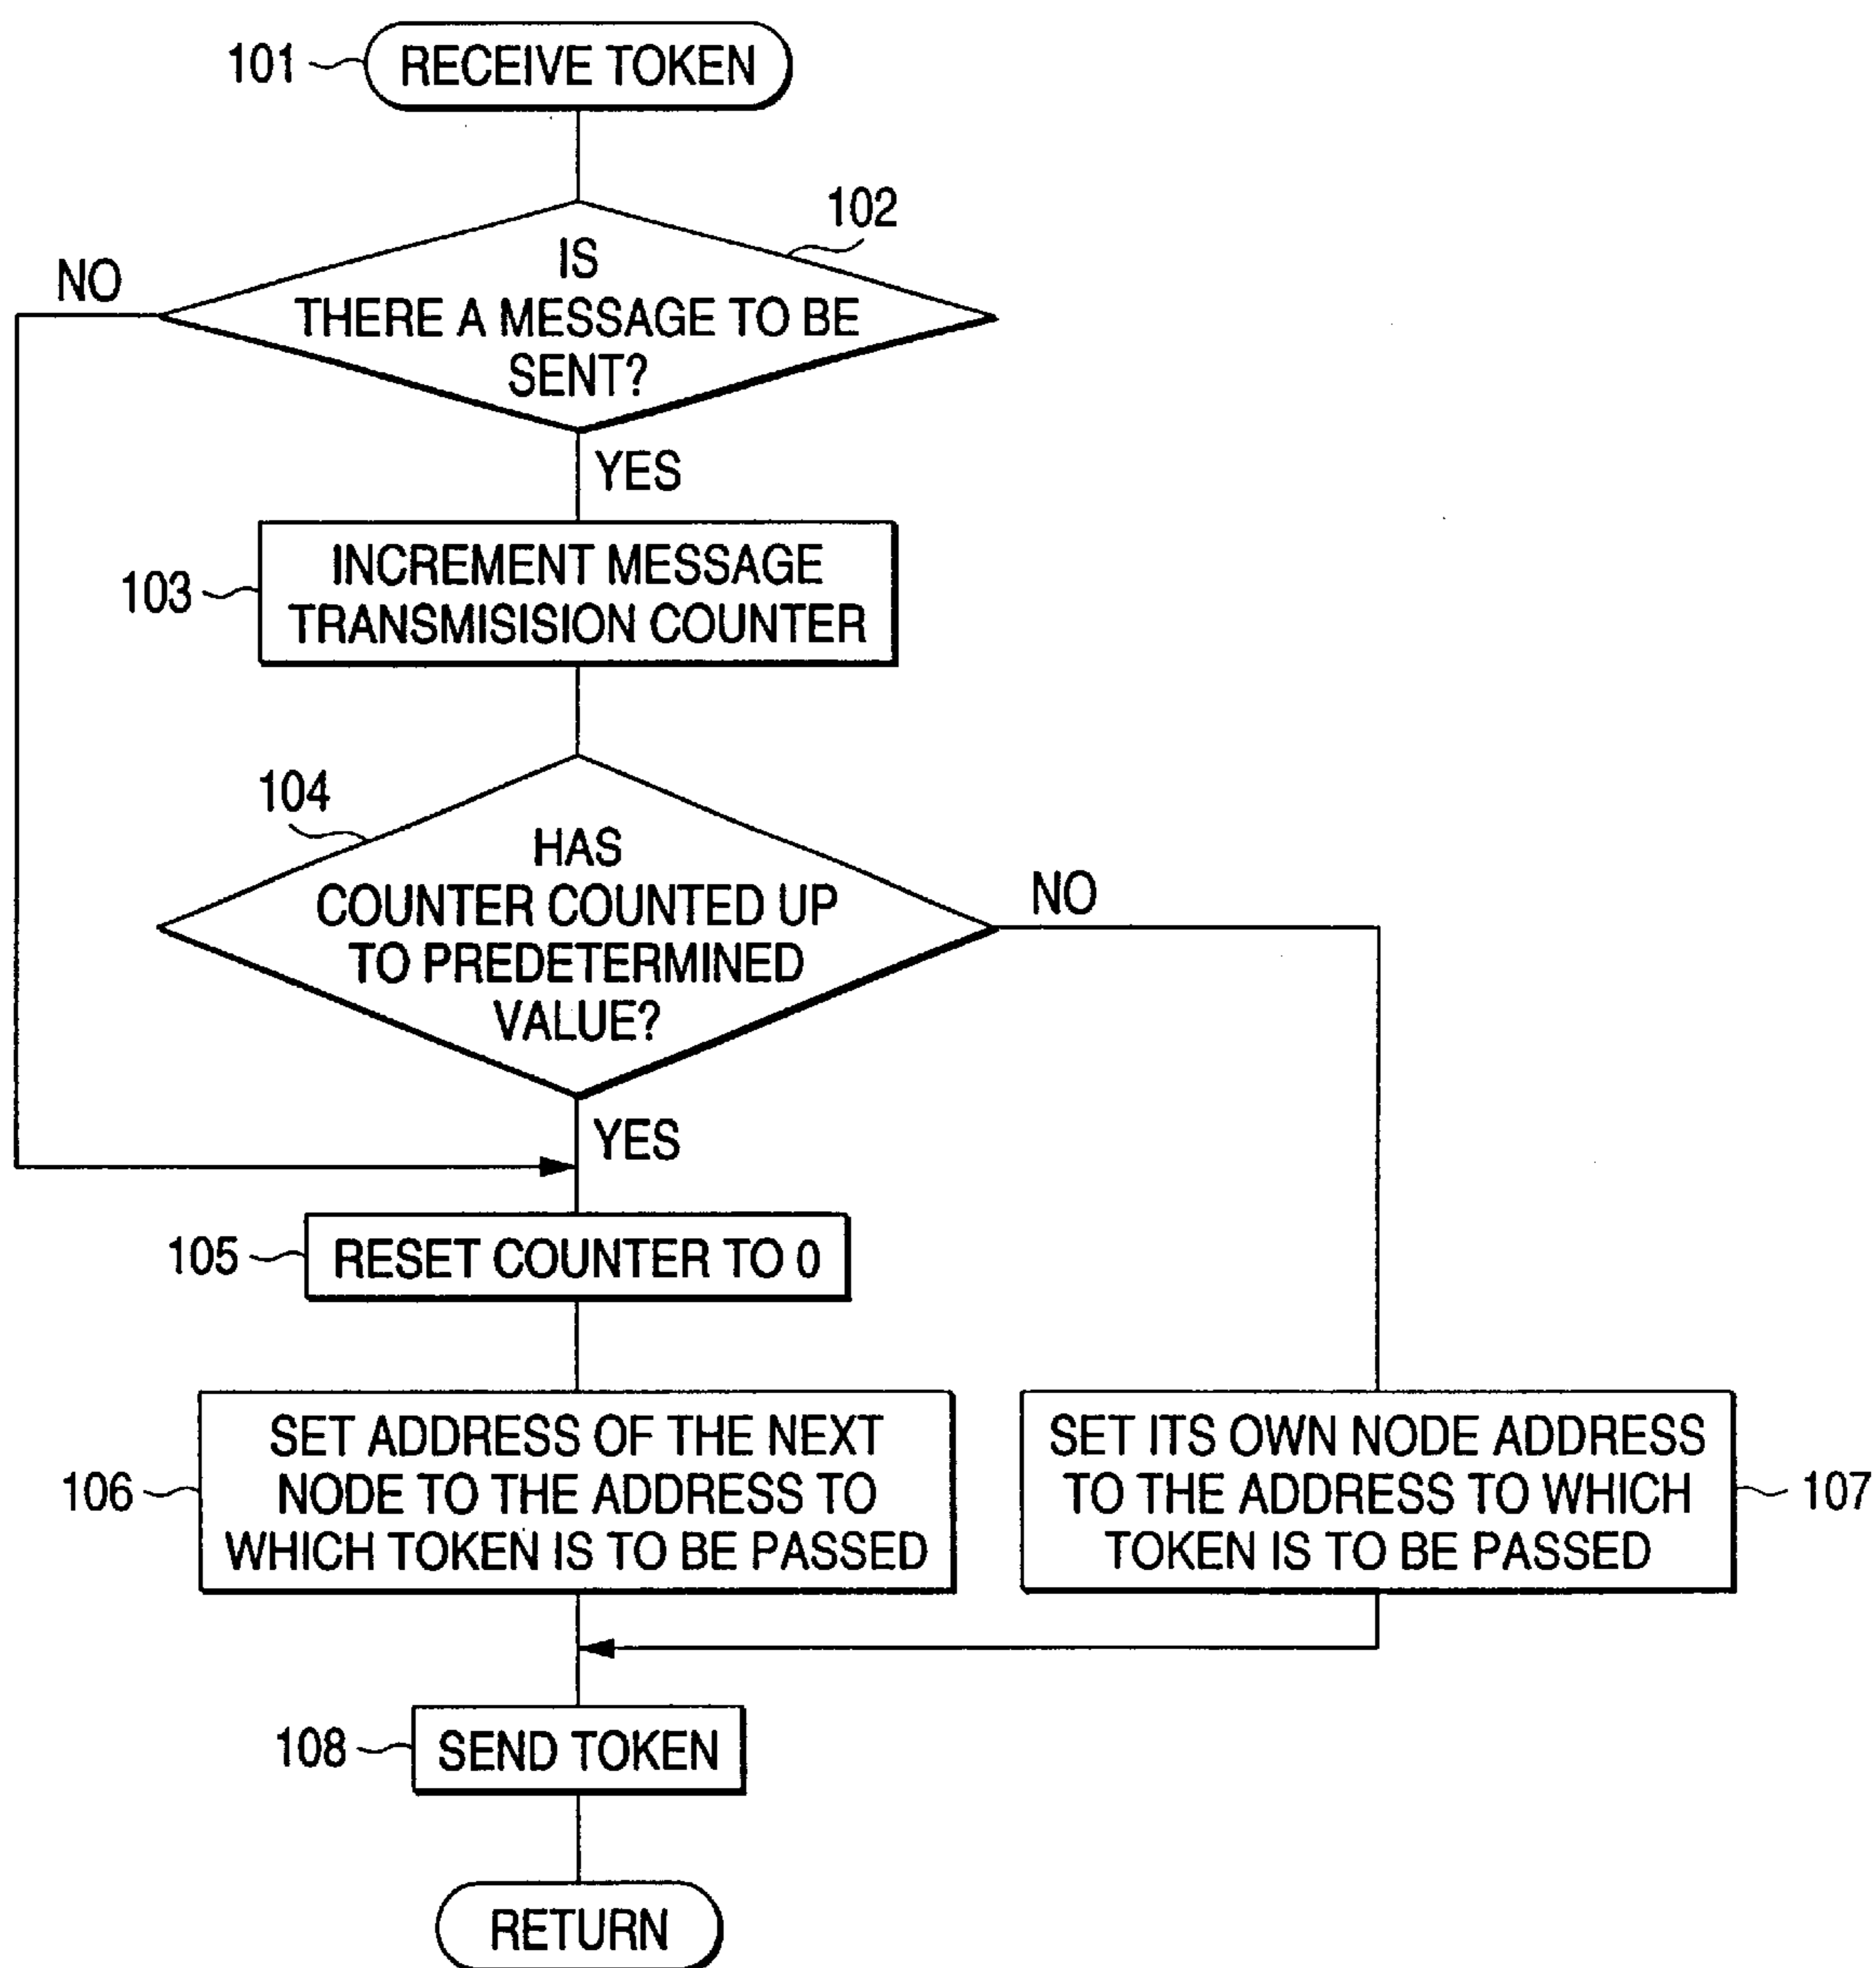 101
RECEIVE TOKEN
102
NO
IS
THERE A MESSAGE TO BE
SENT?
YES
103
INCREMENT MESSAGE
TRANSMISISION COUNTER
104
HAS
COUNTER COUNTED UP
TO PREDETERMINED
VALUE?
NO
YES
105
RESET COUNTER TO 0
106
SET ADDRESS OF THE NEXT
NODE TO THE ADDRESS TO
WHICH TOKEN IS TO BE PASSED
SET ITS OWN NODE ADDRESS
TO THE ADDRESS TO WHICH
TOKEN IS TO BE PASSED
107
108
SEND TOKEN
RETURN